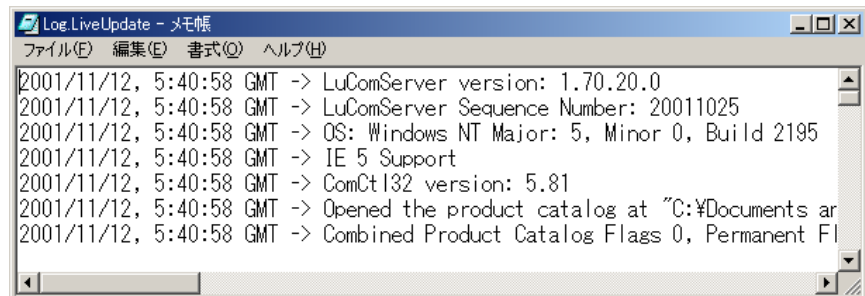 Log.LiveUpdate - メモ帳
ファイル(F) 編集(E) 書式(O) ヘルプ(H)
2001/11/12, 5:40:58 GMT -> LuComServer version: 1.70.20.0
2001/11/12, 5:40:58 GMT -> LuComServer Sequence Number: 20011025
2001/11/12, 5:40:58 GMT -> OS: Windows NT Major: 5, Minor 0, Build 2195
2001/11/12, 5:40:58 GMT -> IE 5 Support
2001/11/12, 5:40:58 GMT -> ComCtl32 version: 5.81
2001/11/12, 5:40:58 GMT -> Opened the product catalog at "C:¥Documents ar
2001/11/12, 5:40:58 GMT -> Combined Product Catalog Flags 0, Permanent Fl